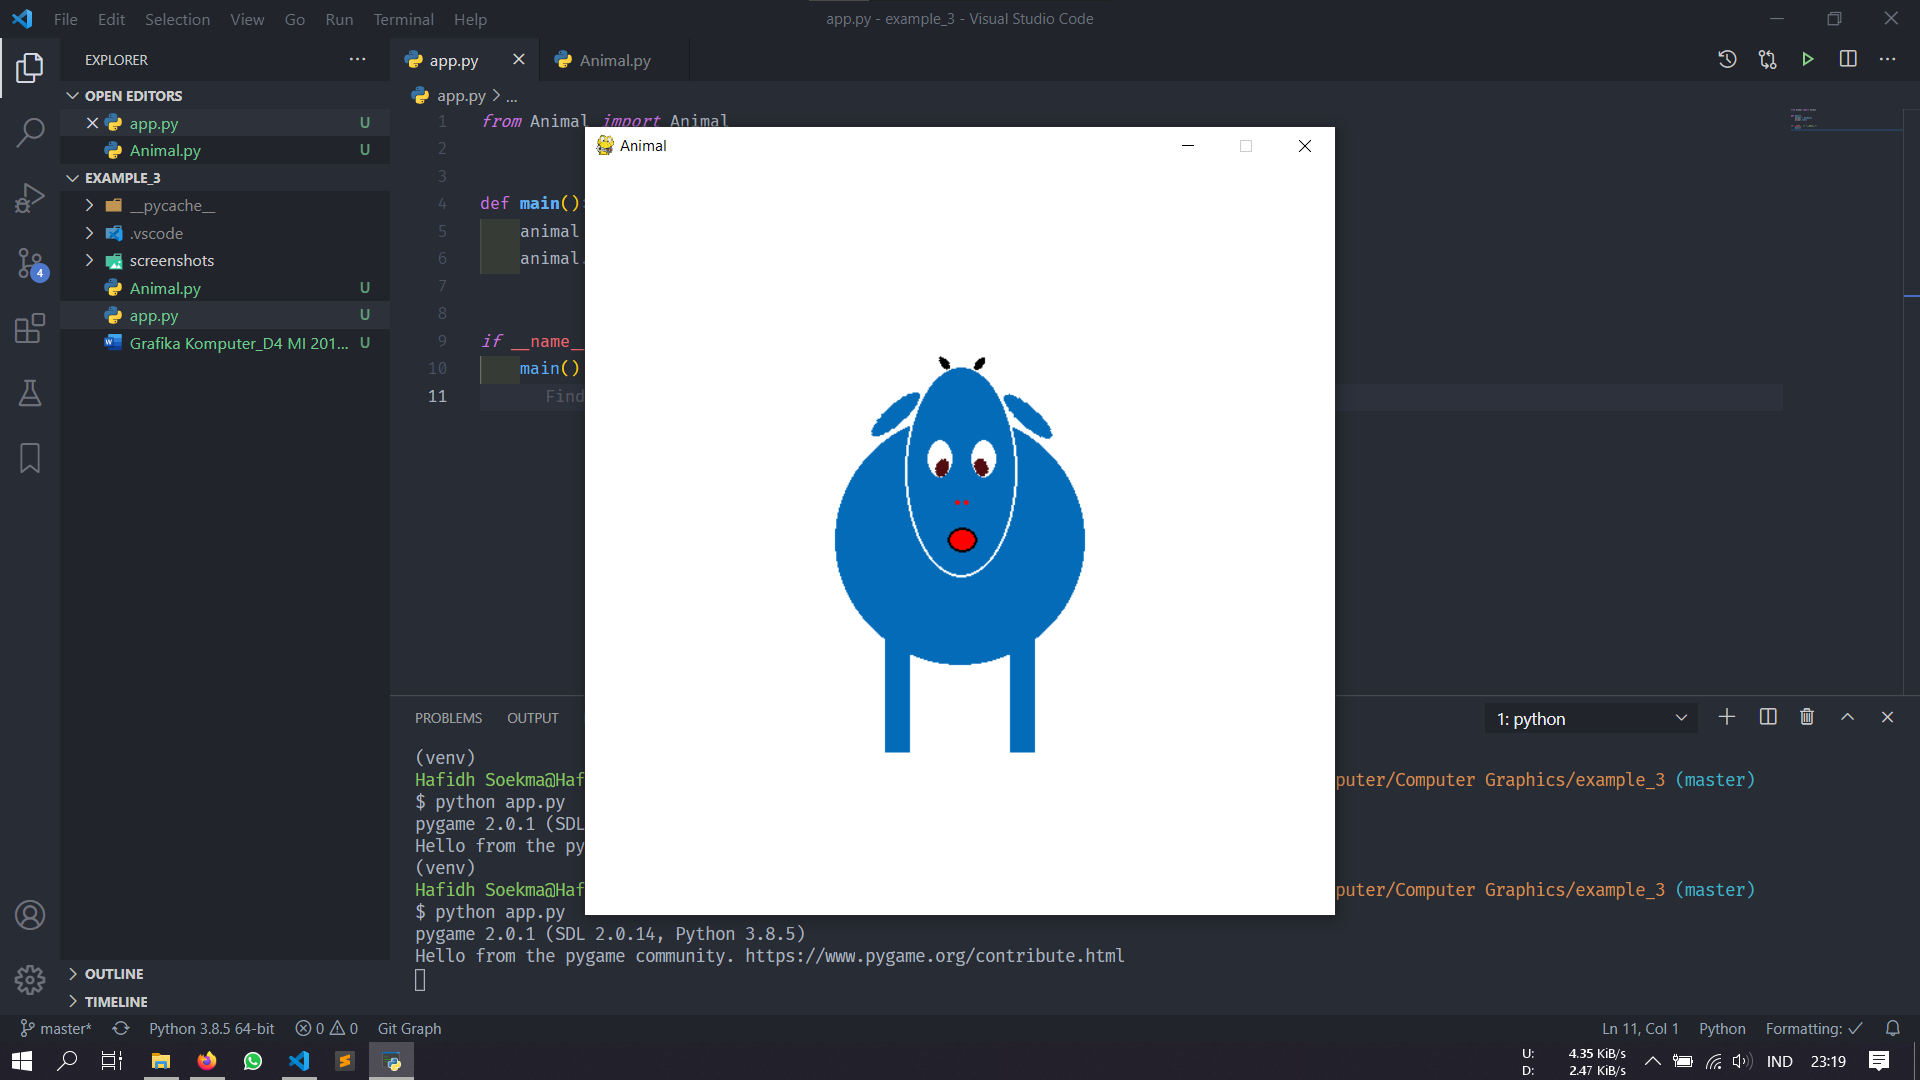 File Edit Selection View Go Run Terminal Help
app.py - example_3 - Visual Studio Code
EXPLORER
app.py
Animal.py
OPEN EDITORS
app.py U
Animal.py U
EXAMPLE_3
__pycache__
.vscode
screenshots
Animal.py U
app.py U
Grafika Komputer_D4 MI 201... U
OUTLINE
TIMELINE
4
app.py > ...
1 from Animal import Animal
2
3
4 def main():
5 animal
6 animal.
7
8
9 if __name__
10 main()
11 Find
Animal
PROBLEMS OUTPUT
1: python
(venv)
Hafidh Soekma@Haf puter/Computer Graphics/example_3 (master)
$ python app.py
pygame 2.0.1 (SDL
Hello from the py
(venv)
Hafidh Soekma@Haf puter/Computer Graphics/example_3 (master)
$ python app.py
pygame 2.0.1 (SDL 2.0.14, Python 3.8.5)
Hello from the pygame community. https://www.pygame.org/contribute.html
master* Python 3.8.5 64-bit 0 0 Git Graph
Ln 11, Col 1 Python Formatting: ✓
U: 4.35 KiB/s
D: 2.47 KiB/s
IND 23:19